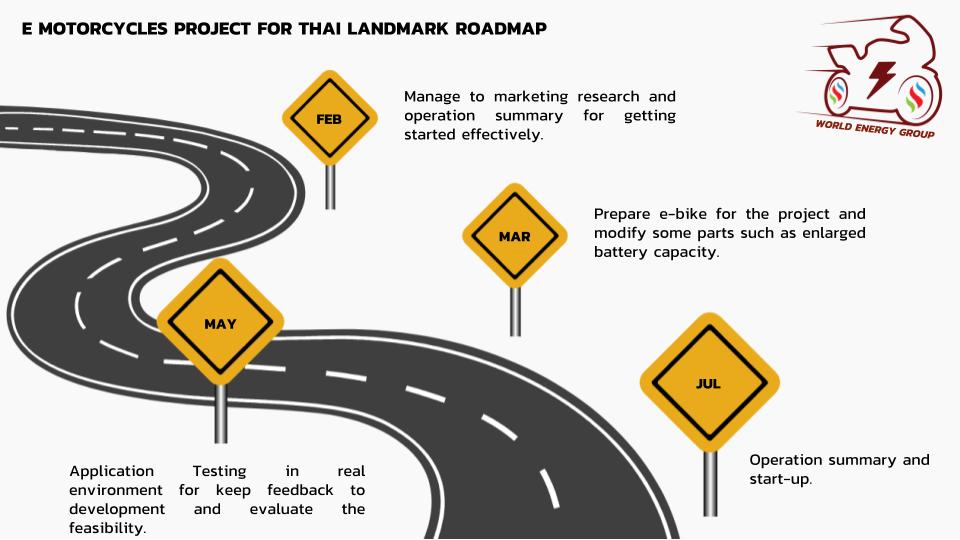 E MOTORCYCLES PROJECT FOR THAI LANDMARK ROADMAP
WORLD ENERGY GROUP
FEB
Manage to marketing research and
operation summary for getting
started effectively.
MAR
Prepare e-bike for the project and
modify some parts such as enlarged
battery capacity.
MAY
Application Testing in real
environment for keep feedback to
development and evaluate the
feasibility.
JUL
Operation summary and
start-up.